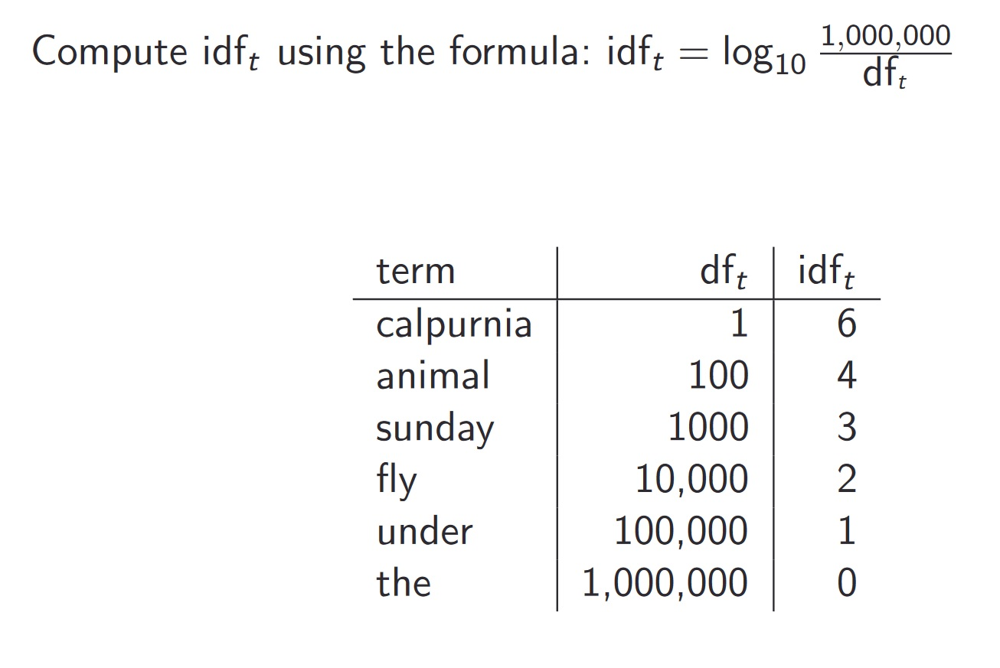 Compute idf_t using the formula: idf_t = log_10 1,000,000/df_t
term df_t idf_t
calpurnia 1 6
animal 100 4
sunday 1000 3
fly 10,000 2
under 100,000 1
the 1,000,000 0